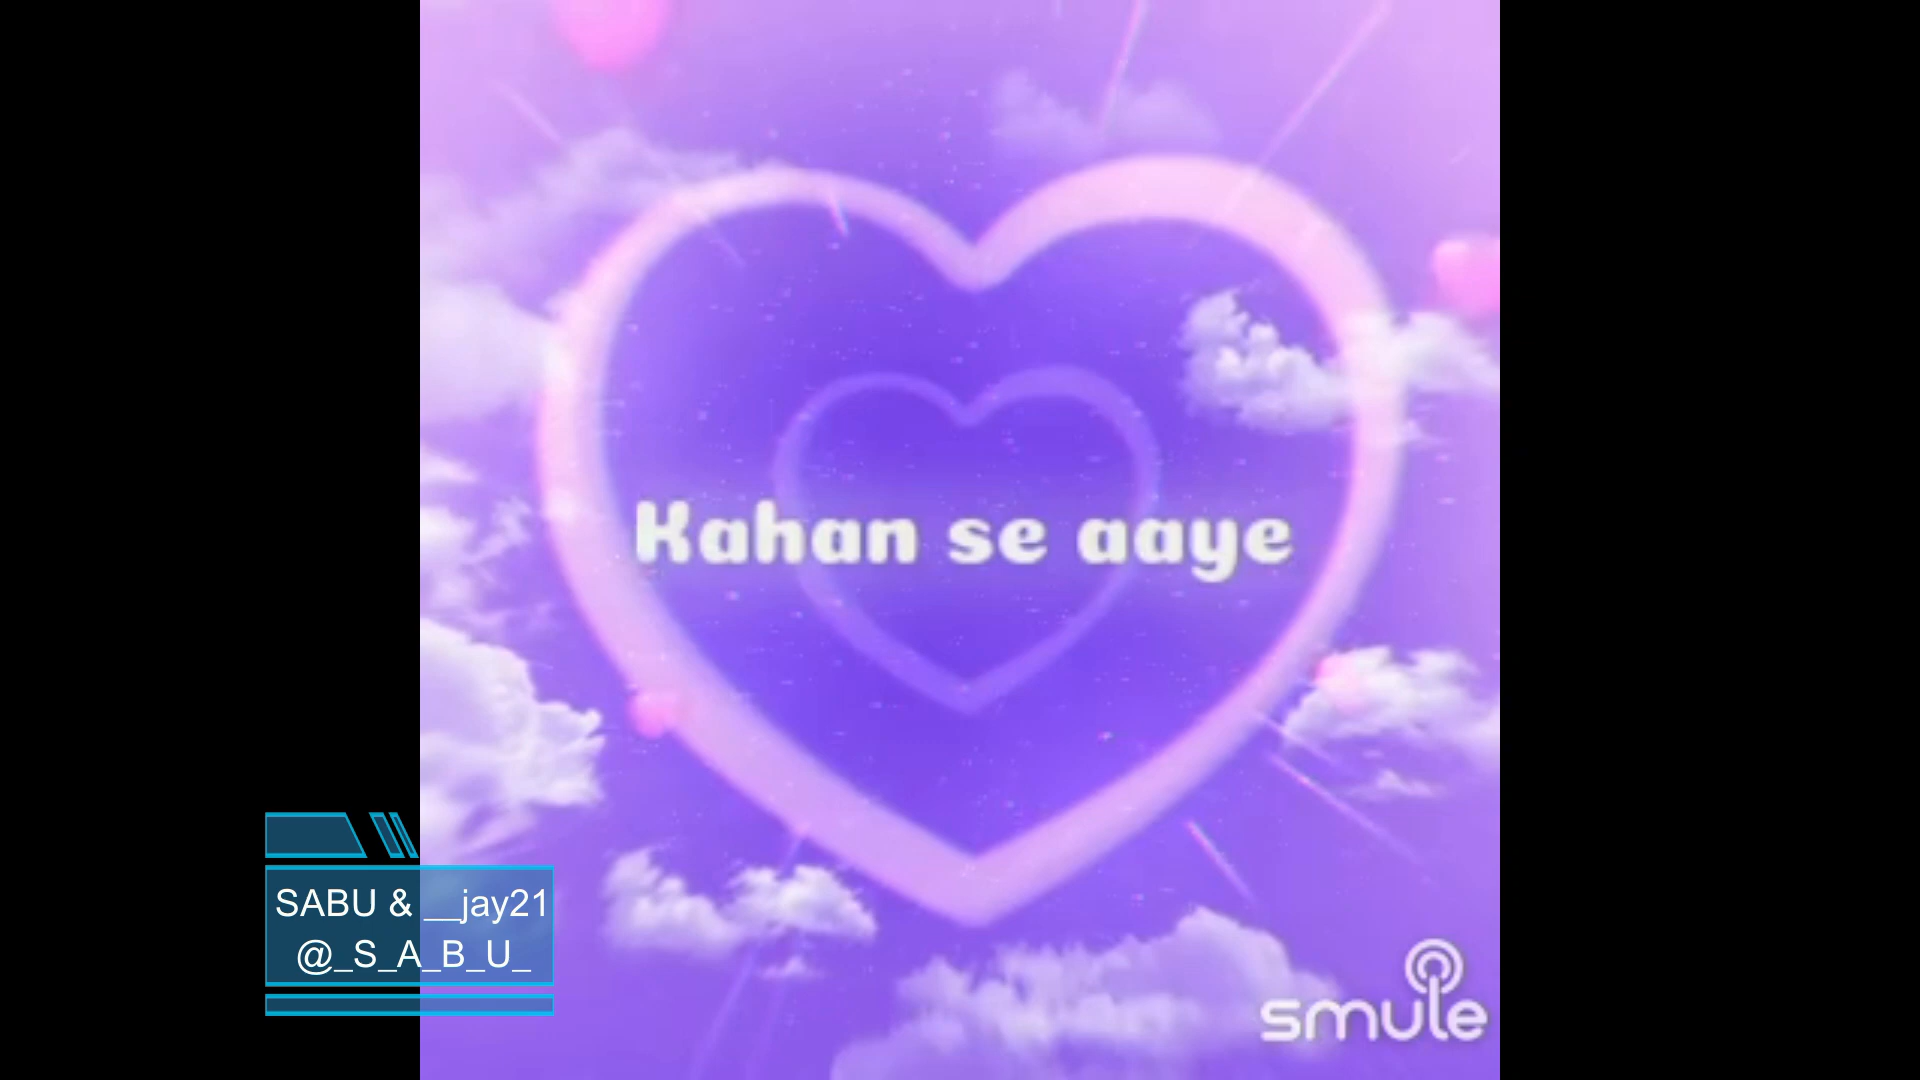 Kahan se aaye
SABU & __jay21
@_S_A_B_U_
smule